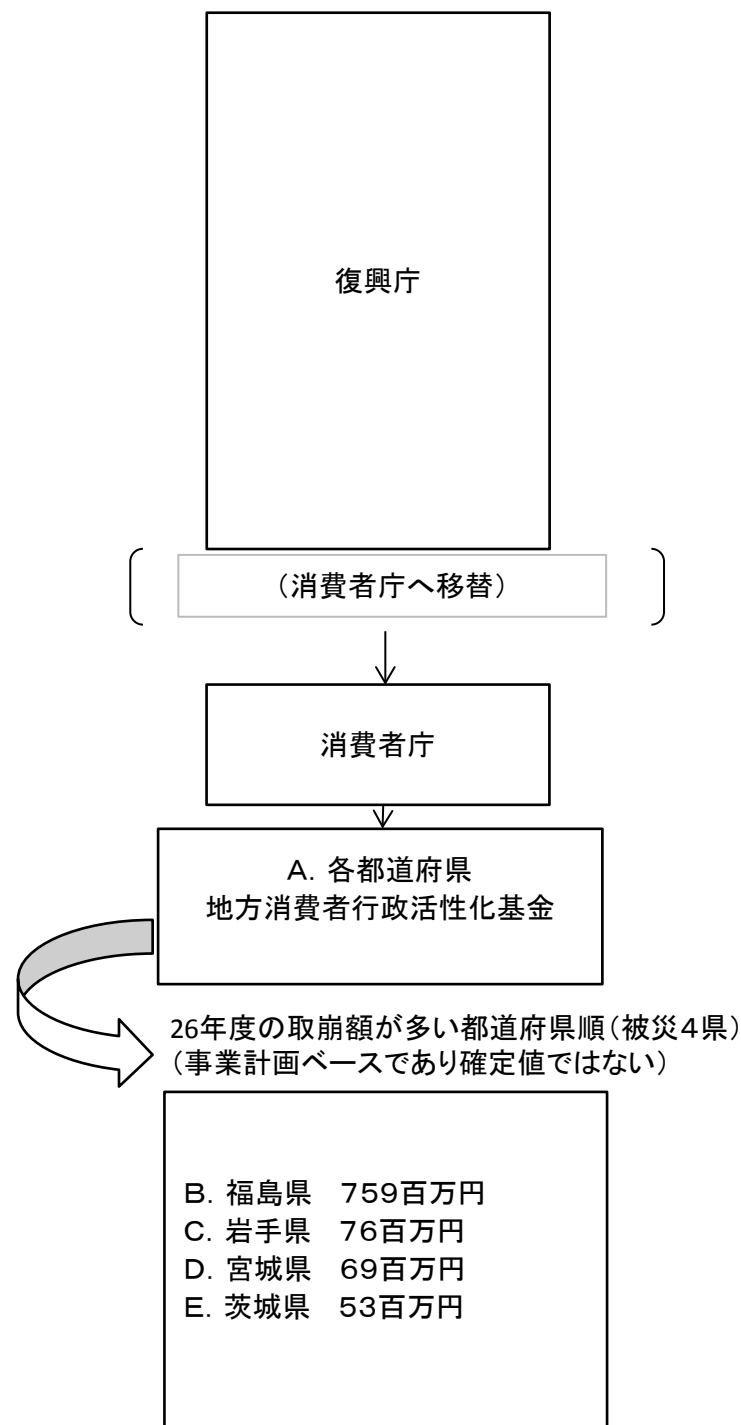 復興庁
（消費者庁へ移替）
消費者庁
A．各都道府県
地方消費者行政活性化基金
26年度の取崩額が多い都道府県順（被災４県）
（事業計画ベースであり確定値ではない）
B．福島県　759百万円
C．岩手県　76百万円
D．宮城県　69百万円
E．茨城県　53百万円